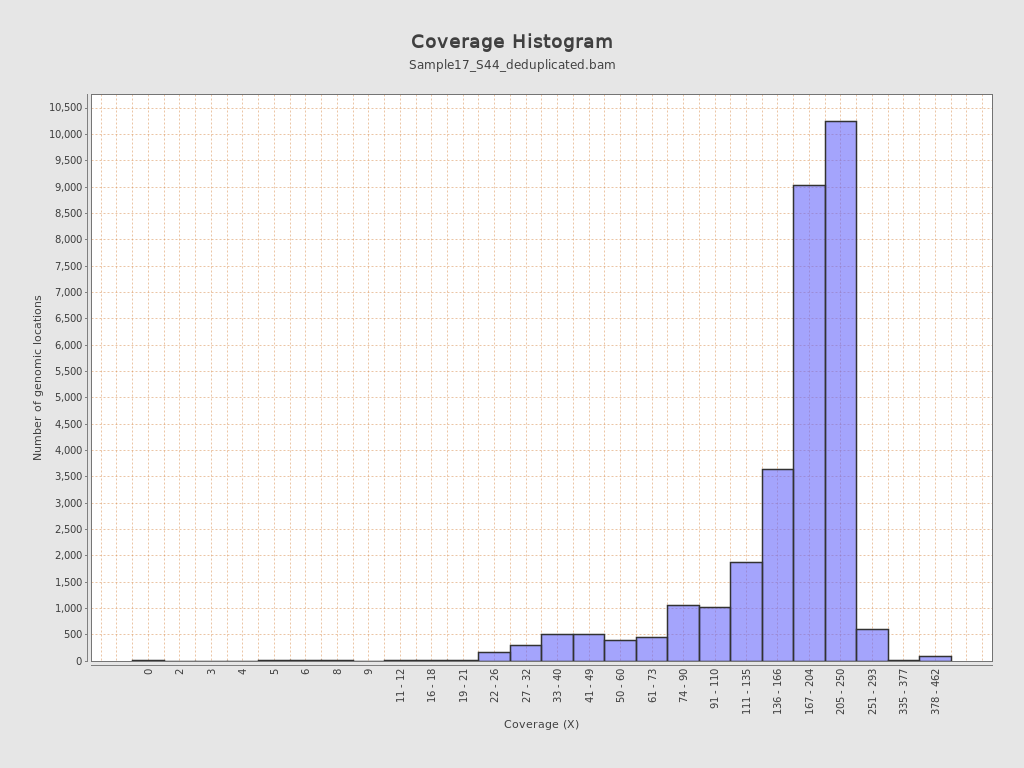 Coverage Histogram
Sample17_S44_deduplicated.bam
10,500
10,000
9,500
9,000
8,500
8,000
7,500
7,000
6,500
6,000
5,500
5,000
4,500
4,000
3,500
3,000
2,500
2,000
1,500
1,000
500
0
Number of genomic locations
0
2
3
4
5
6
8
9
11 - 12
16 - 18
19 - 21
22 - 26
27 - 32
33 - 40
41 - 49
50 - 60
61 - 73
74 - 90
91 - 110
111 - 135
136 - 166
167 - 204
205 - 250
251 - 293
335 - 377
378 - 462
Coverage (X)